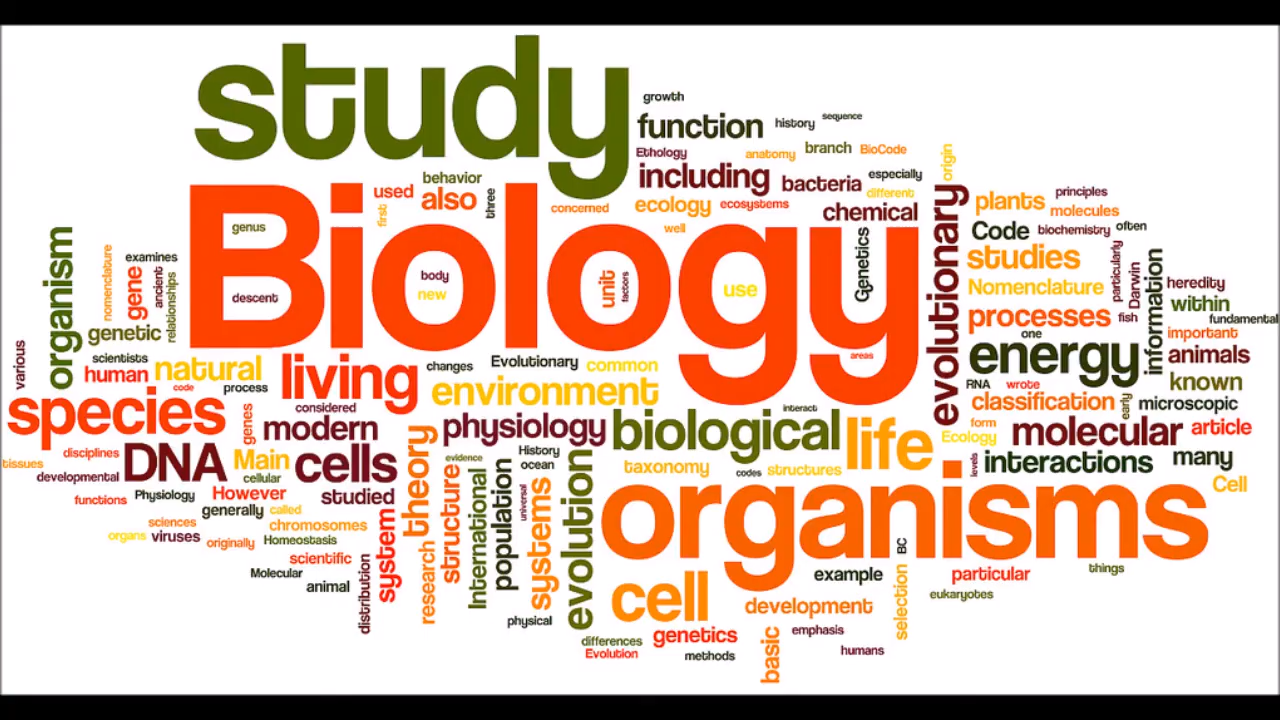 study
growth
function
history
sequence
Ethology
anatomy
branch
BioCode
origin
including
bacteria
especially
different
behavior
used
also
three
first
concerned
ecology
ecosystems
well
chemical
evolutionary
plants
principles
molecules
Code
biochemistry
often
Biology
genus
descent
body
new
unit
factors
use
Genetics
areas
studies
particularly
Darwin
information
heredity
Nomenclature
within
processes
fish
fundamental
one
important
energy
animals
organism
nomenclature
examines
gene
ancient
relationships
genetic
various
scientists
human
natural
code
process
living
changes
Evolutionary
common
environment
considered
RNA
wrote
known
classification
early
microscopic
species
genes
modern
theory
physiology
interact
biological
life
form
Ecology
molecular
article
disciplines
tissues
developmental
DNA
Main
cellular
cells
evidence
History
ocean
evolution
taxonomy
codes
structures
levels
interactions
many
Cell
functions
Physiology
However
studied
generally
called
chromosomes
sciences
organs
viruses
originally
Homeostasis
scientific
system
structure
International
population
universal
systems
organisms
BC
Molecular
animal
distribution
research
physical
cell
example
particular
things
eukaryotes
development
selection
differences
Evolution
genetics
methods
basic
emphasis
humans